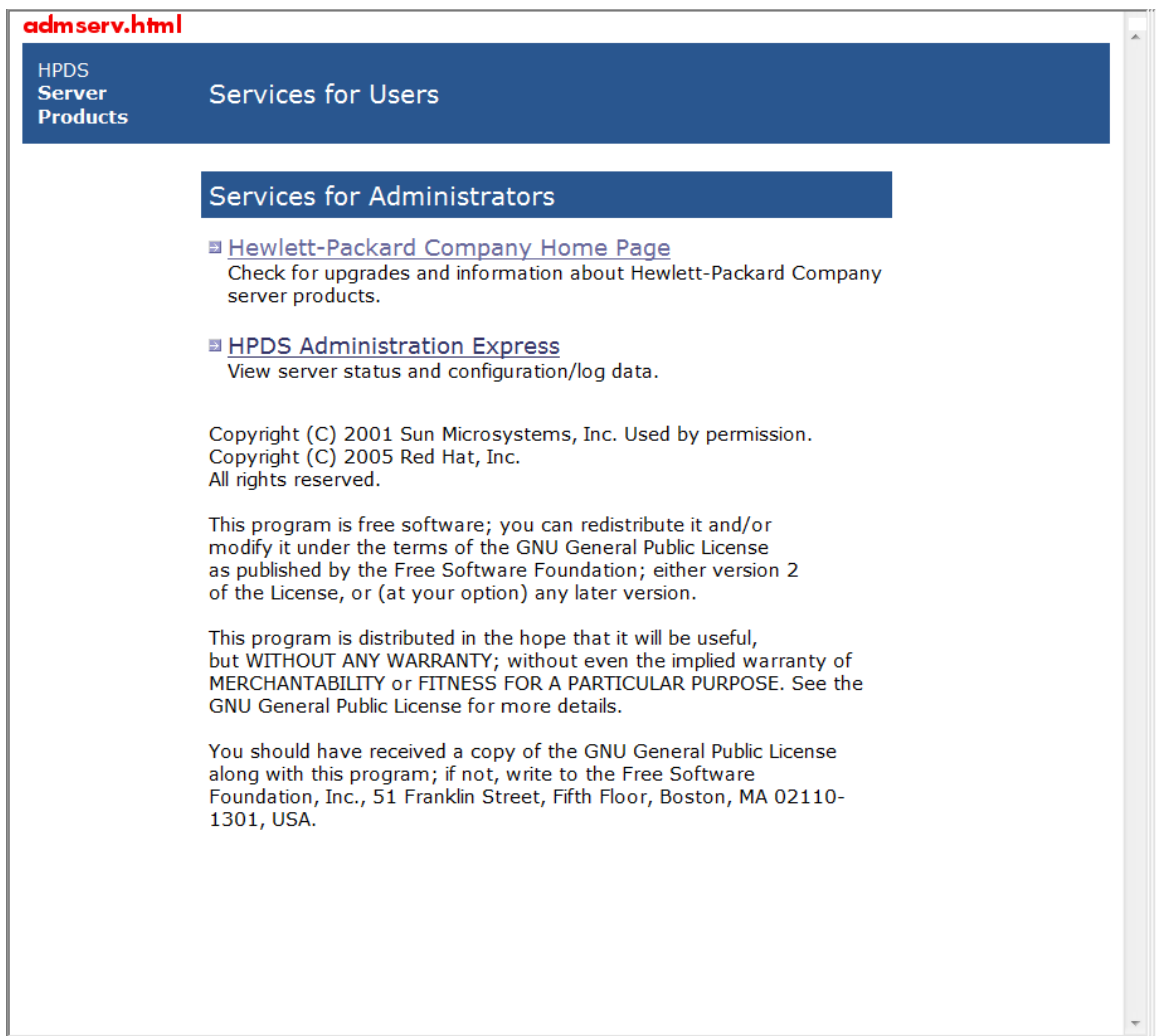 admserv.html
HPDS
Server
Products
Services for Users
Services for Administrators
Hewlett-Packard Company Home Page
Check for upgrades and information about Hewlett-Packard Company
server products.
HPDS Administration Express
View server status and configuration/log data.
Copyright (C) 2001 Sun Microsystems, Inc. Used by permission.
Copyright (C) 2005 Red Hat, Inc.
All rights reserved.
This program is free software; you can redistribute it and/or
modify it under the terms of the GNU General Public License
as published by the Free Software Foundation; either version 2
of the License, or (at your option) any later version.
This program is distributed in the hope that it will be useful,
but WITHOUT ANY WARRANTY; without even the implied warranty of
MERCHANTABILITY or FITNESS FOR A PARTICULAR PURPOSE. See the
GNU General Public License for more details.
You should have received a copy of the GNU General Public License
along with this program; if not, write to the Free Software
Foundation, Inc., 51 Franklin Street, Fifth Floor, Boston, MA 02110-
1301, USA.